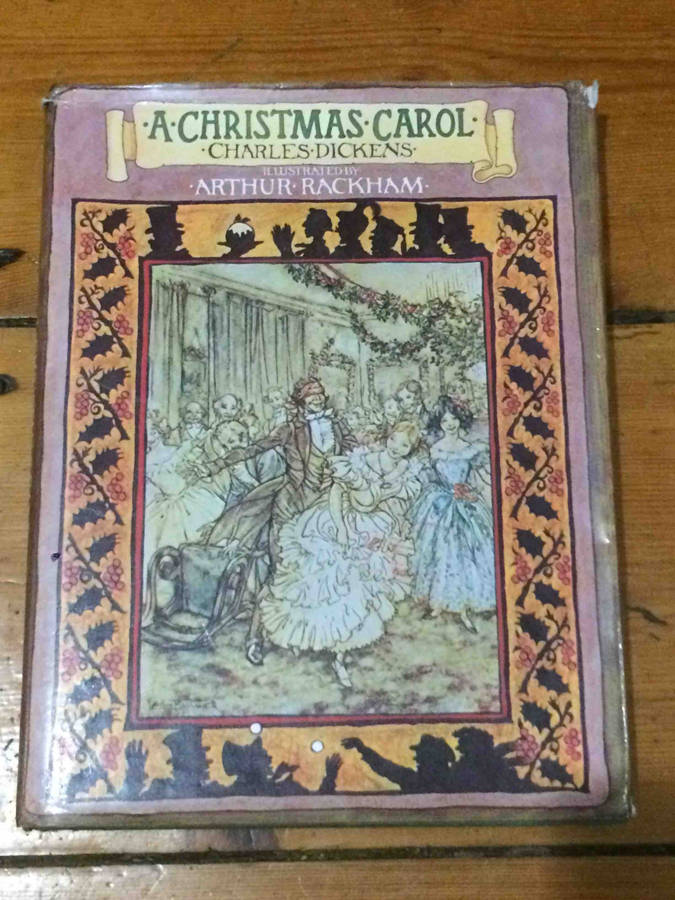 ·A·CHRISTMAS·CAROL·
·CHARLES·DICKENS·
ILLUSTRATED BY
·ARTHUR·RACKHAM·